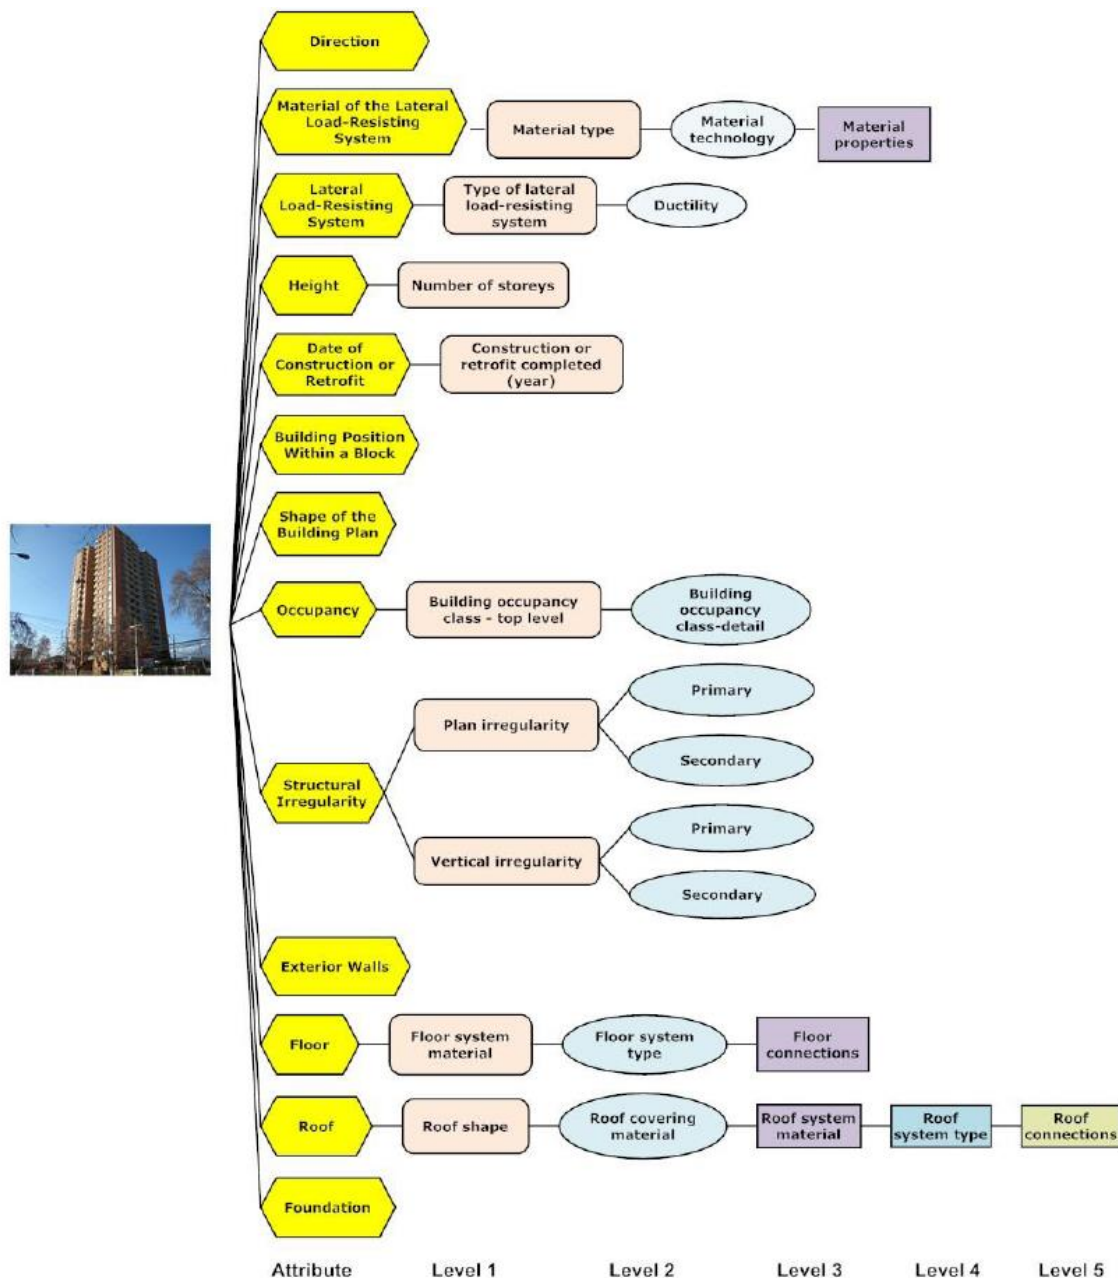 Direction
Material of the Lateral
Load-Resisting
System
Material type
Material
technology
Material
properties
Lateral
Load-Resisting
System
Type of lateral
load-resisting
system
Ductility
Height
Number of storeys
Date of
Construction or
Retrofit
Construction or
retrofit completed
(year)
Building Position
Within a Block
Shape of the
Building Plan
Occupancy
Building occupancy
class - top level
Building
occupancy
class-detail
Structural
Irregularity
Plan irregularity
Primary
Secondary
Vertical irregularity
Primary
Secondary
Exterior Walls
Floor
Floor system
material
Floor system
type
Floor
connections
Roof
Roof shape
Roof covering
material
Roof system
material
Roof
system type
Roof
connections
Foundation
Attribute Level 1 Level 2 Level 3 Level 4 Level 5